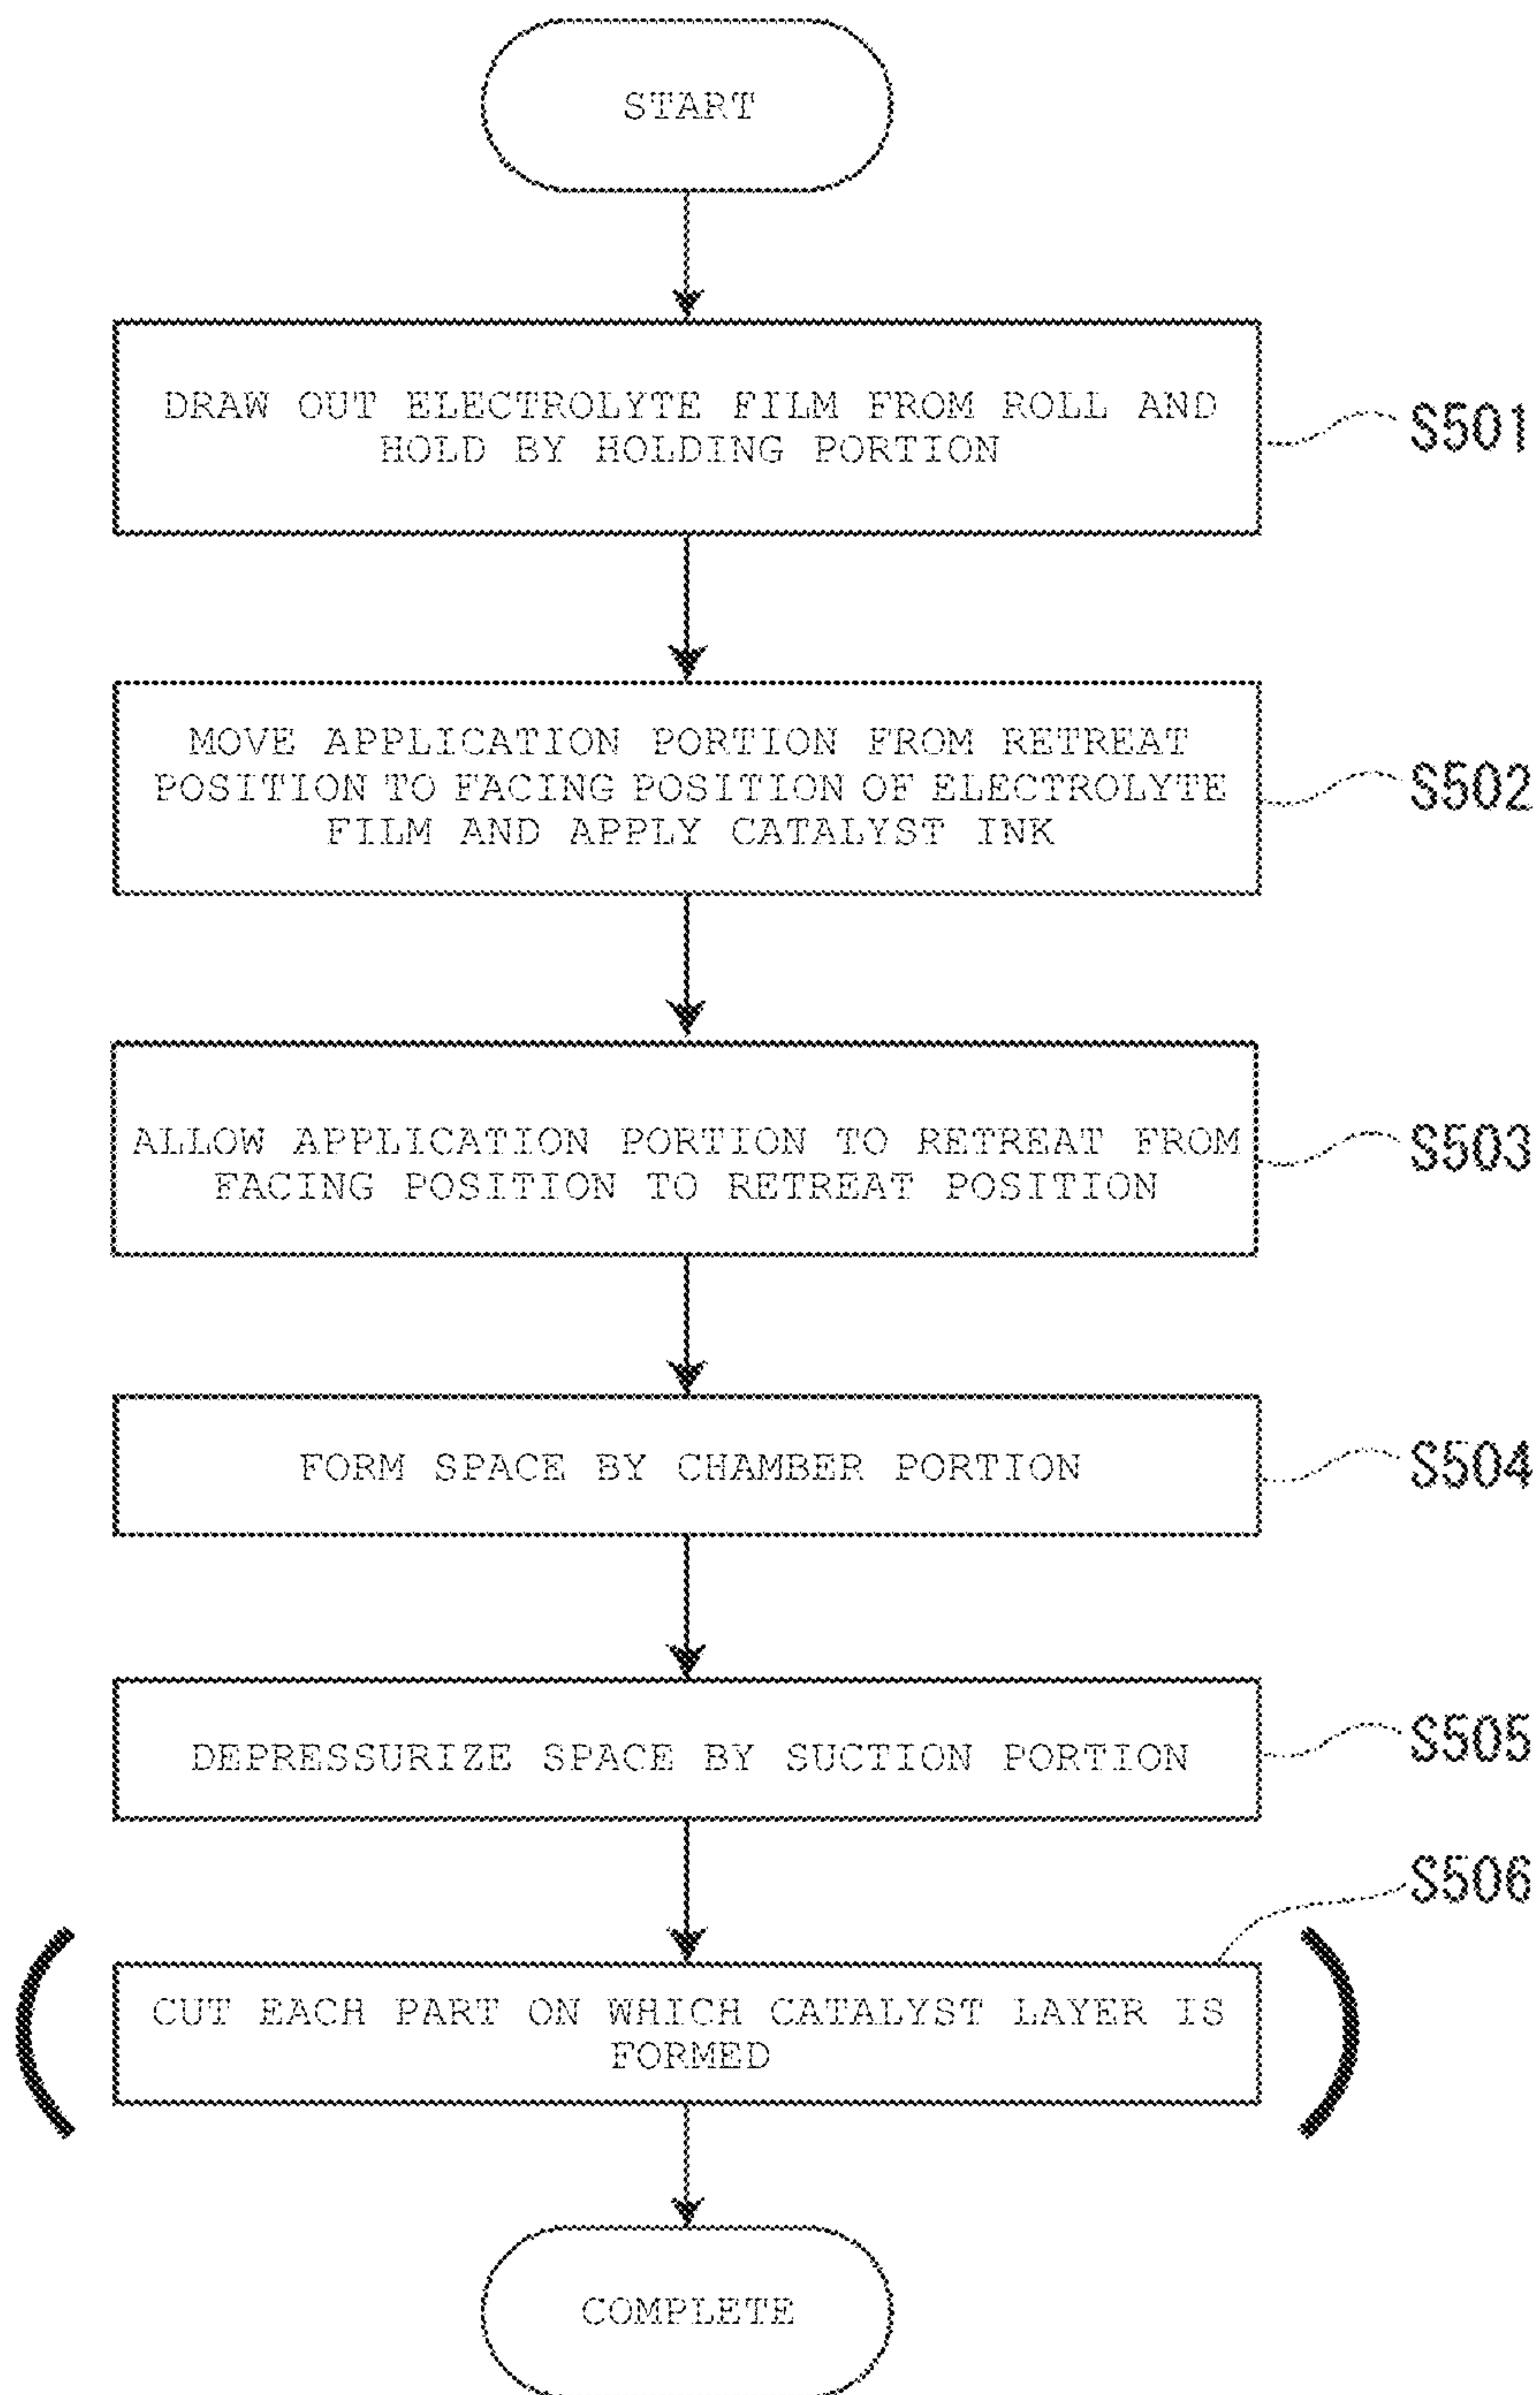 START
DRAW OUT ELECTROLYTE FILM FROM ROLL AND
HOLD BY HOLDING PORTION
S501
MOVE APPLICATION PORTION FROM RETREAT
POSITION TO FACING POSITION OF ELECTROLYTE
FILM AND APPLY CATALYST INK
S502
ALLOW APPLICATION PORTION TO RETREAT FROM
FACING POSITION TO RETREAT POSITION
S503
FORM SPACE BY CHAMBER PORTION
S504
DEPRESSURIZE SPACE BY SUCTION PORTION
S505
S506
( CUT EACH PART ON WHICH CATALYST LAYER IS
FORMED )
COMPLETE